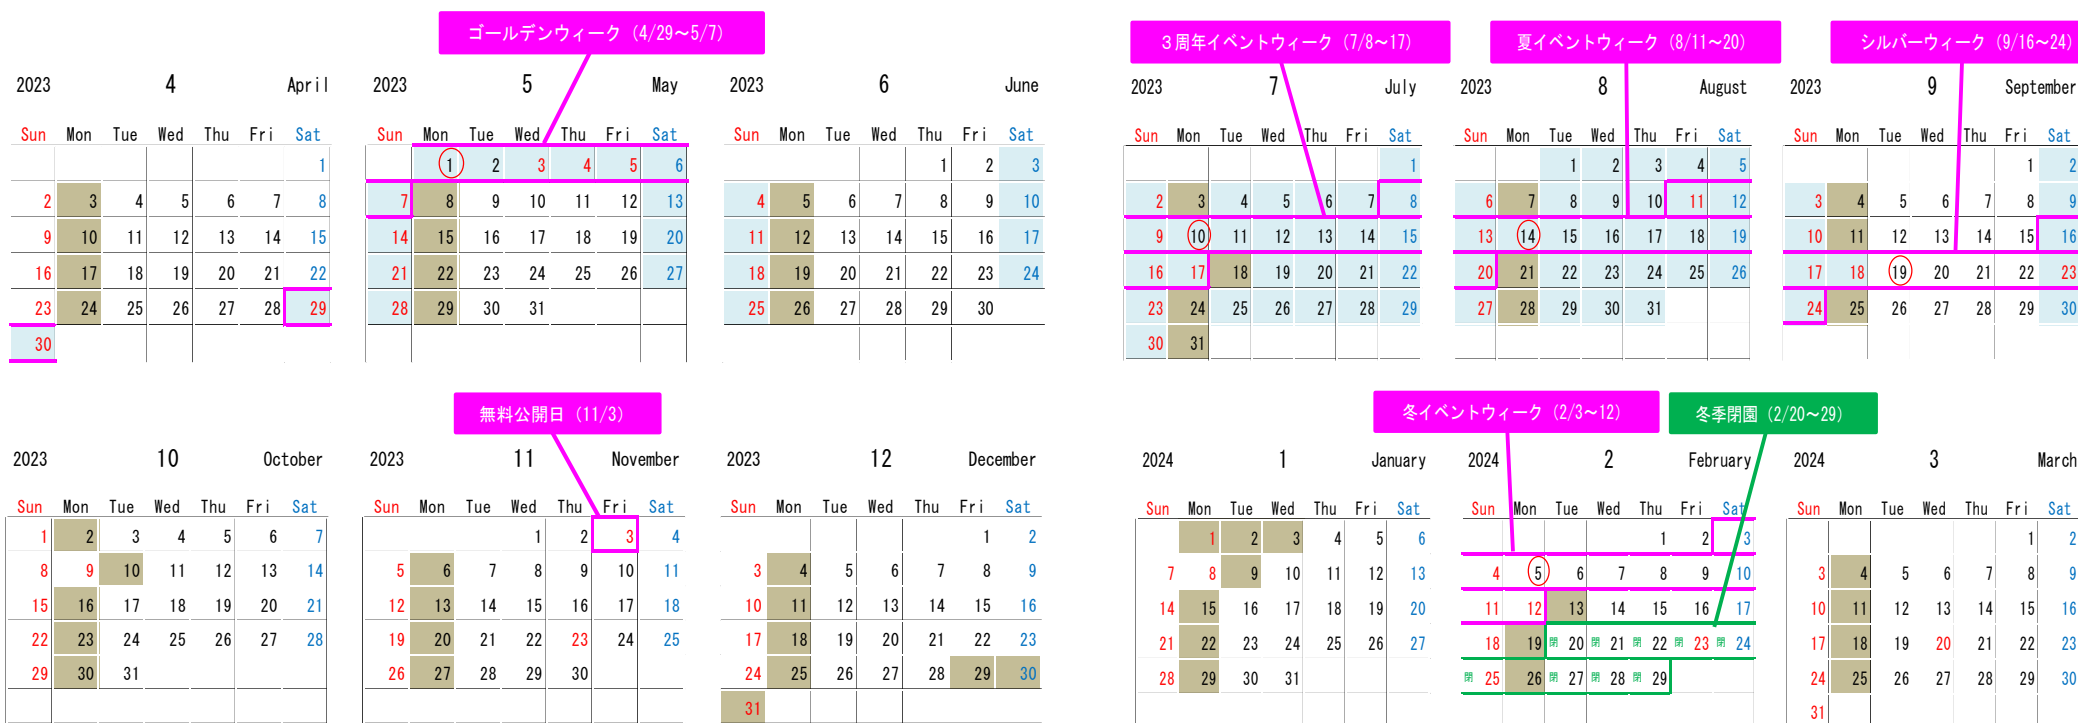 ゴールデンウィーク（4/29～5/7）
３周年イベントウィーク（7/8～17）
夏イベントウィーク（8/11～20）
シルバーウィーク（9/16～24）
2023 4 April
Sun Mon Tue Wed Thu Fri Sat
1
2 3 4 5 6 7 8
9 10 11 12 13 14 15
16 17 18 19 20 21 22
23 24 25 26 27 28 29
30
2023 5 May
Sun Mon Tue Wed Thu Fri Sat
1 2 3 4 5 6
7 8 9 10 11 12 13
14 15 16 17 18 19 20
21 22 23 24 25 26 27
28 29 30 31
2023 6 June
Sun Mon Tue Wed Thu Fri Sat
1 2 3
4 5 6 7 8 9 10
11 12 13 14 15 16 17
18 19 20 21 22 23 24
25 26 27 28 29 30
2023 7 July
Sun Mon Tue Wed Thu Fri Sat
1
2 3 4 5 6 7 8
9 10 11 12 13 14 15
16 17 18 19 20 21 22
23 24 25 26 27 28 29
30 31
2023 8 August
Sun Mon Tue Wed Thu Fri Sat
1 2 3 4 5
6 7 8 9 10 11 12
13 14 15 16 17 18 19
20 21 22 23 24 25 26
27 28 29 30 31
2023 9 September
Sun Mon Tue Wed Thu Fri Sat
1 2
3 4 5 6 7 8 9
10 11 12 13 14 15 16
17 18 19 20 21 22 23
24 25 26 27 28 29 30
無料公開日（11/3）
冬イベントウィーク（2/3～12）
冬季閉園（2/20～29）
2023 10 October
Sun Mon Tue Wed Thu Fri Sat
1 2 3 4 5 6 7
8 9 10 11 12 13 14
15 16 17 18 19 20 21
22 23 24 25 26 27 28
29 30 31
2023 11 November
Sun Mon Tue Wed Thu Fri Sat
1 2 3 4
5 6 7 8 9 10 11
12 13 14 15 16 17 18
19 20 21 22 23 24 25
26 27 28 29 30
2023 12 December
Sun Mon Tue Wed Thu Fri Sat
1 2
3 4 5 6 7 8 9
10 11 12 13 14 15 16
17 18 19 20 21 22 23
24 25 26 27 28 29 30
31
2024 1 January
Sun Mon Tue Wed Thu Fri Sat
1 2 3 4 5 6
7 8 9 10 11 12 13
14 15 16 17 18 19 20
21 22 23 24 25 26 27
28 29 30 31
2024 2 February
Sun Mon Tue Wed Thu Fri Sat
1 2 3
4 5 6 7 8 9 10
11 12 13 14 15 16 17
18 19 閉 20 閉 21 閉 22 閉 23 閉 24
閉 25 26 閉 27 閉 28 閉 29
2024 3 March
Sun Mon Tue Wed Thu Fri Sat
1 2
3 4 5 6 7 8 9
10 11 12 13 14 15 16
17 18 19 20 21 22 23
24 25 26 27 28 29 30
31